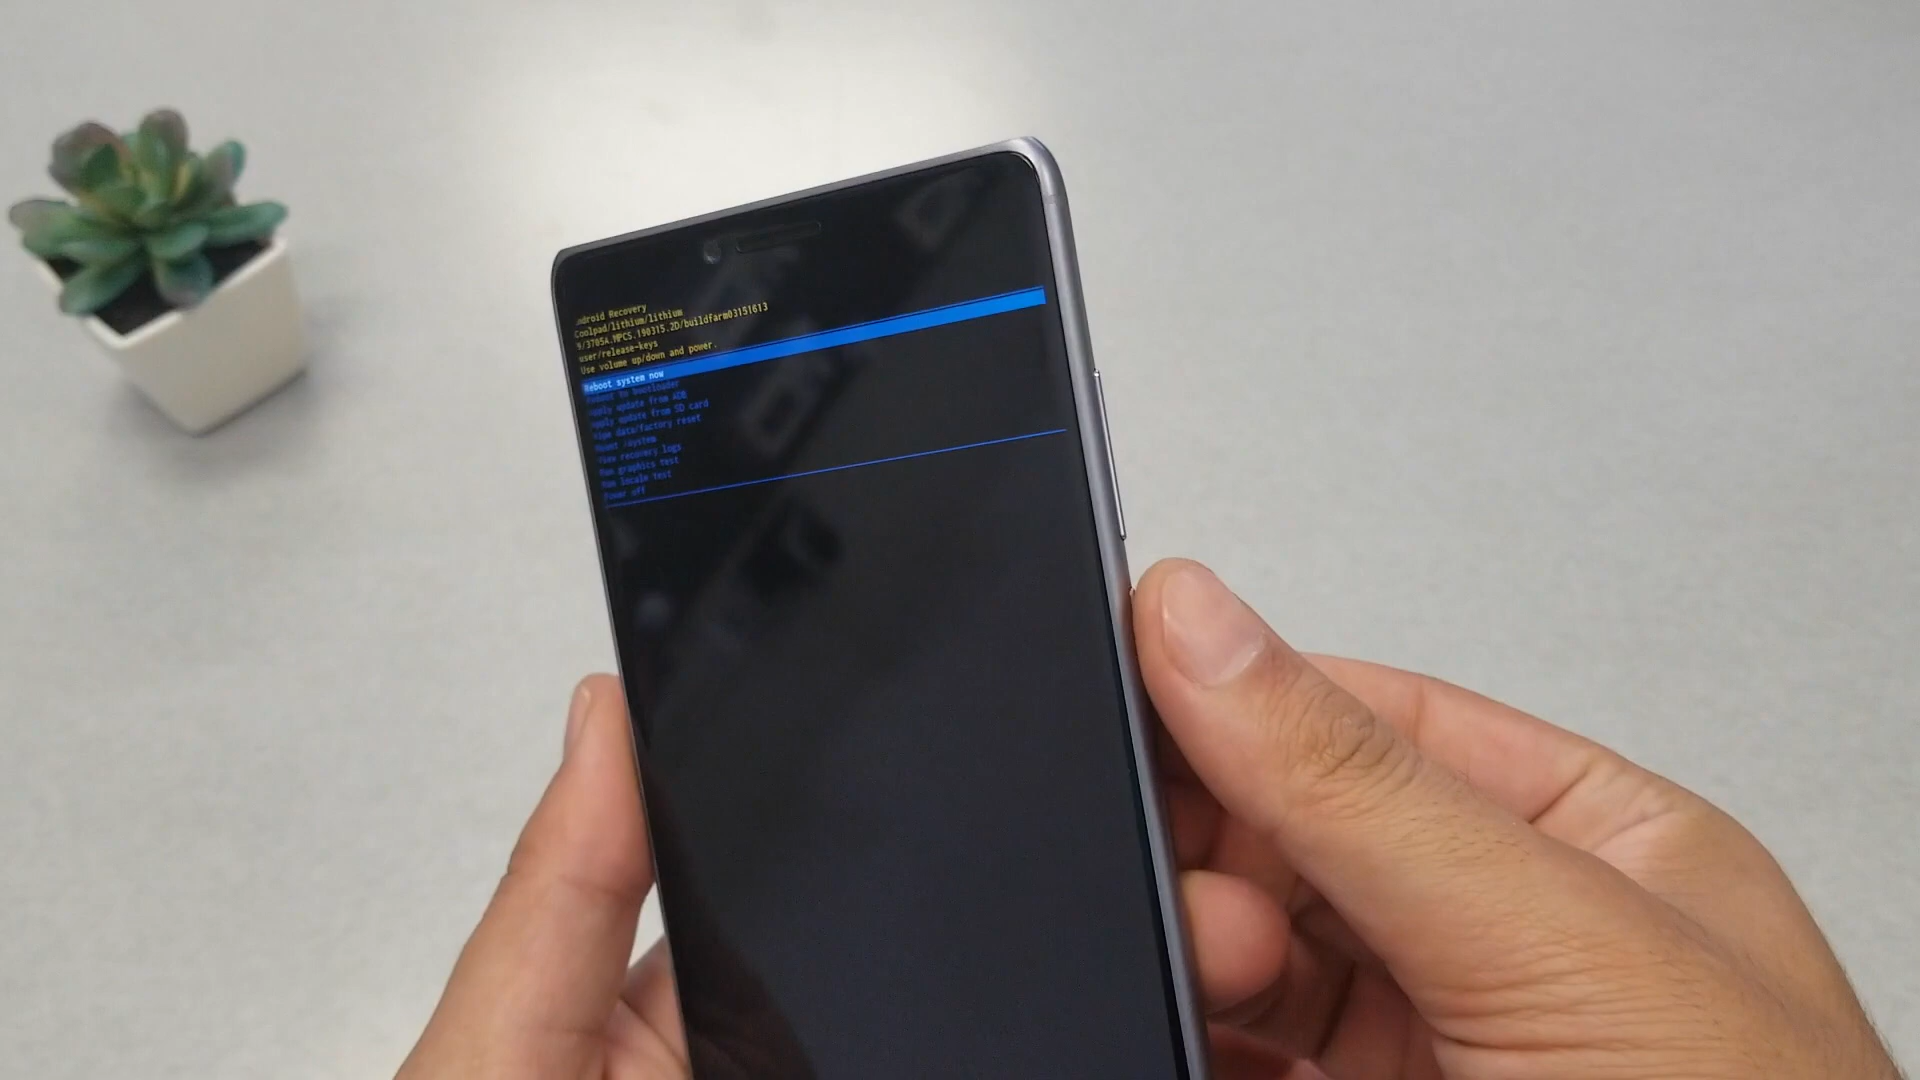 Android Recovery
Coolpad/lithium/lithium
9/3705A.MPCS.190315.2D/buildfarm03151613
user/release-keys
Use volume up/down and power.
Reboot system now
Reboot to bootloader
Apply update from ADB
Apply update from SD card
Wipe data/factory reset
Mount /system
View recovery logs
Run graphics test
Run locale test
Power off